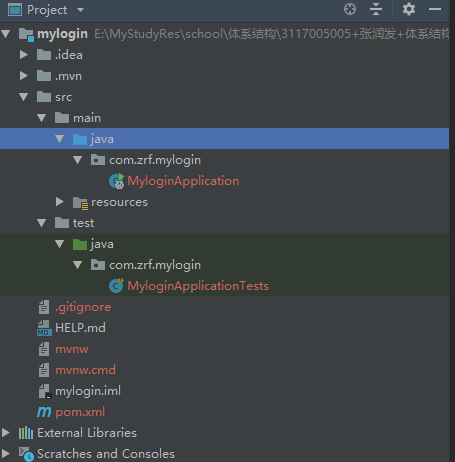 Project
mylogin E:\MyStudyRes\school\体系结构\3117005005+张润发+体系结构
.idea
.mvn
src
main
java
com.zrf.mylogin
MyloginApplication
resources
test
java
com.zrf.mylogin
MyloginApplicationTests
.gitignore
HELP.md
mvnw
mvnw.cmd
mylogin.iml
pom.xml
External Libraries
Scratches and Consoles